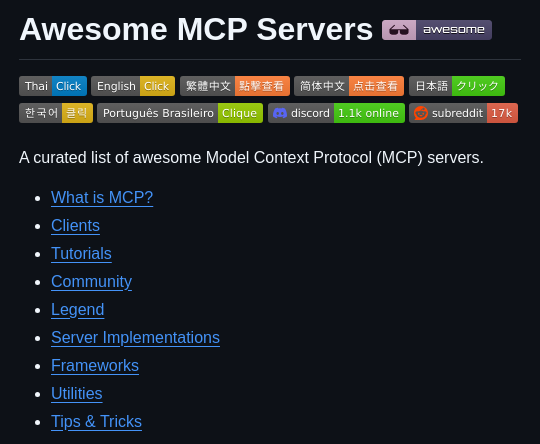 Awesome MCP Servers awesome
Thai Click English Click 繁體中文 點擊查看 简体中文 点击查看 日本語 クリック
한국어 클릭 Português Brasileiro Clique discord 1.1k online subreddit 17k
A curated list of awesome Model Context Protocol (MCP) servers.
What is MCP?
Clients
Tutorials
Community
Legend
Server Implementations
Frameworks
Utilities
Tips & Tricks